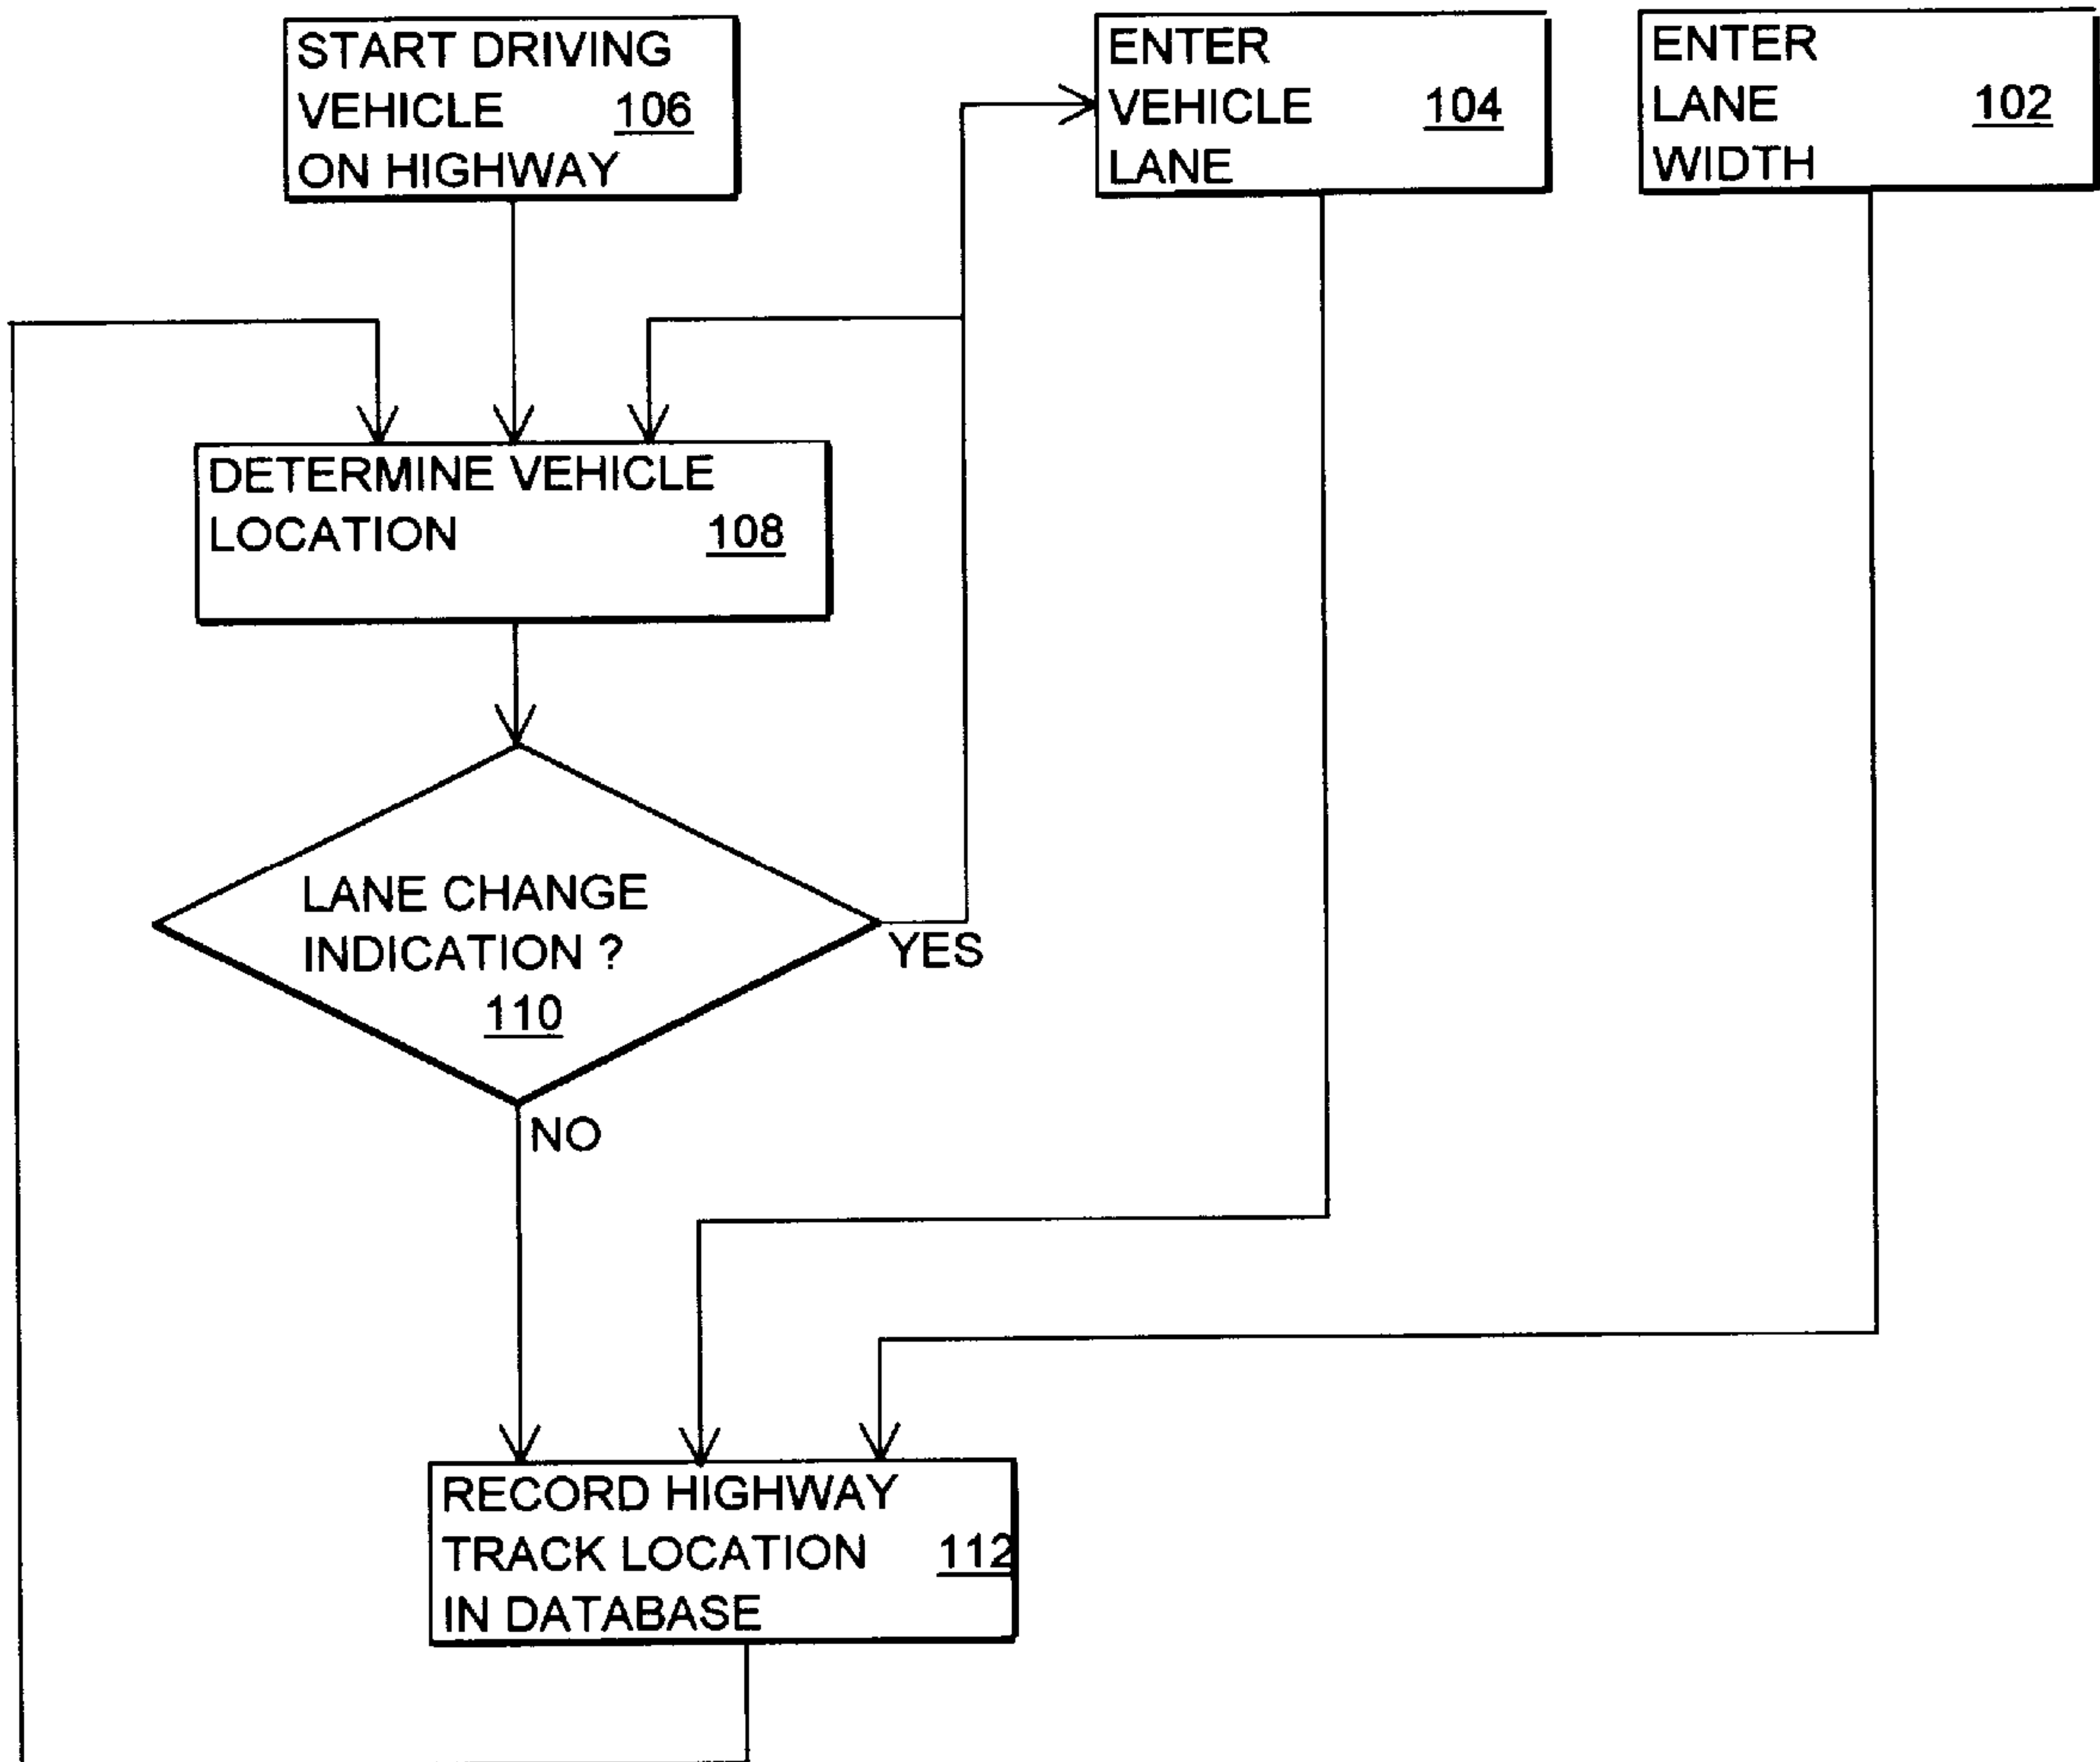 START DRIVING
VEHICLE 106
ON HIGHWAY
ENTER
VEHICLE 104
LANE
ENTER
LANE 102
WIDTH
DETERMINE VEHICLE
LOCATION 108
LANE CHANGE
INDICATION ?
110
YES
NO
RECORD HIGHWAY
TRACK LOCATION 112
IN DATABASE